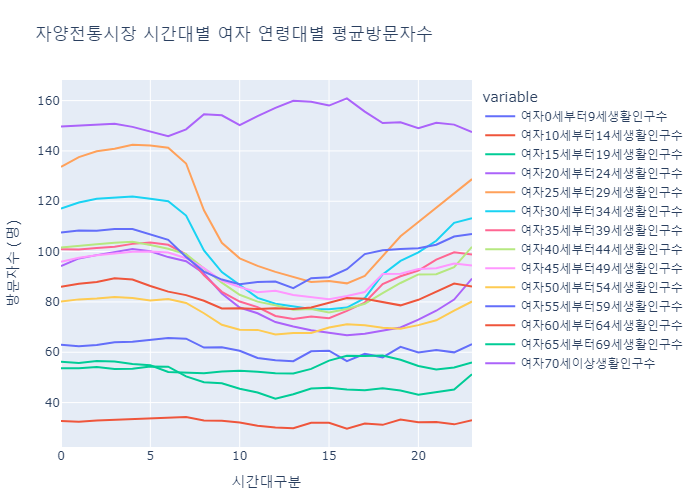 자양전통시장 시간대별 여자 연령대별 평균방문자수
variable
여자0세부터9세생활인구수
여자10세부터14세생활인구수
여자15세부터19세생활인구수
여자20세부터24세생활인구수
여자25세부터29세생활인구수
여자30세부터34세생활인구수
여자35세부터39세생활인구수
여자40세부터44세생활인구수
여자45세부터49세생활인구수
여자50세부터54세생활인구수
여자55세부터59세생활인구수
여자60세부터64세생활인구수
여자65세부터69세생활인구수
여자70세이상생활인구수
방문자수 ( 명)
160
140
120
100
80
60
40
0
5
10
15
20
시간대구분